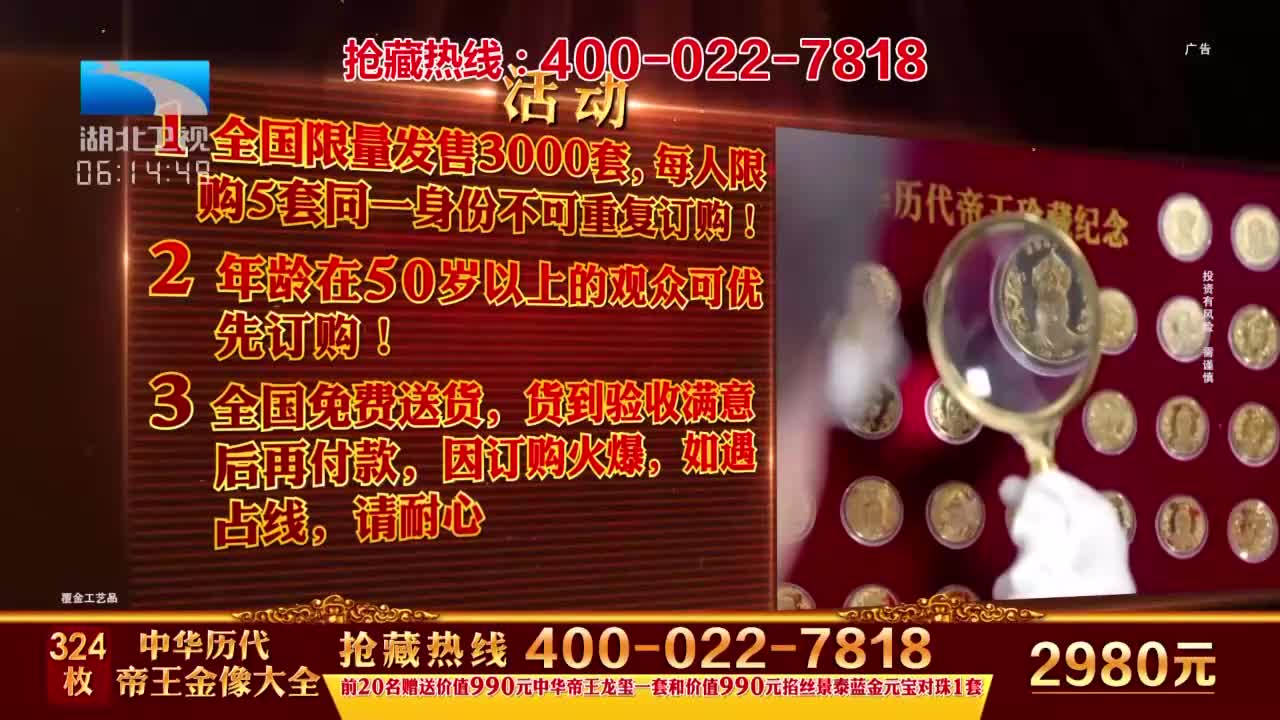 抢藏热线：400-022-7818
广告
活动
湖北卫视
06:14:48
1 全国限量发售3000套，每人限
购5套同一身份不可重复订购！
2 年龄在50岁以上的观众可优
先订购！
3 全国免费送货，货到验收满意
后再付款，因订购火爆，如遇
占线，请耐心
历代帝王珍藏纪念
投资有风险 需谨慎
覆金工艺品
324
枚
中华历代
帝王金像大全
抢藏热线 400-022-7818
2980元
前20名赠送价值990元中华帝王龙玺一套和价值990元掐丝景泰蓝金元宝对珠1套